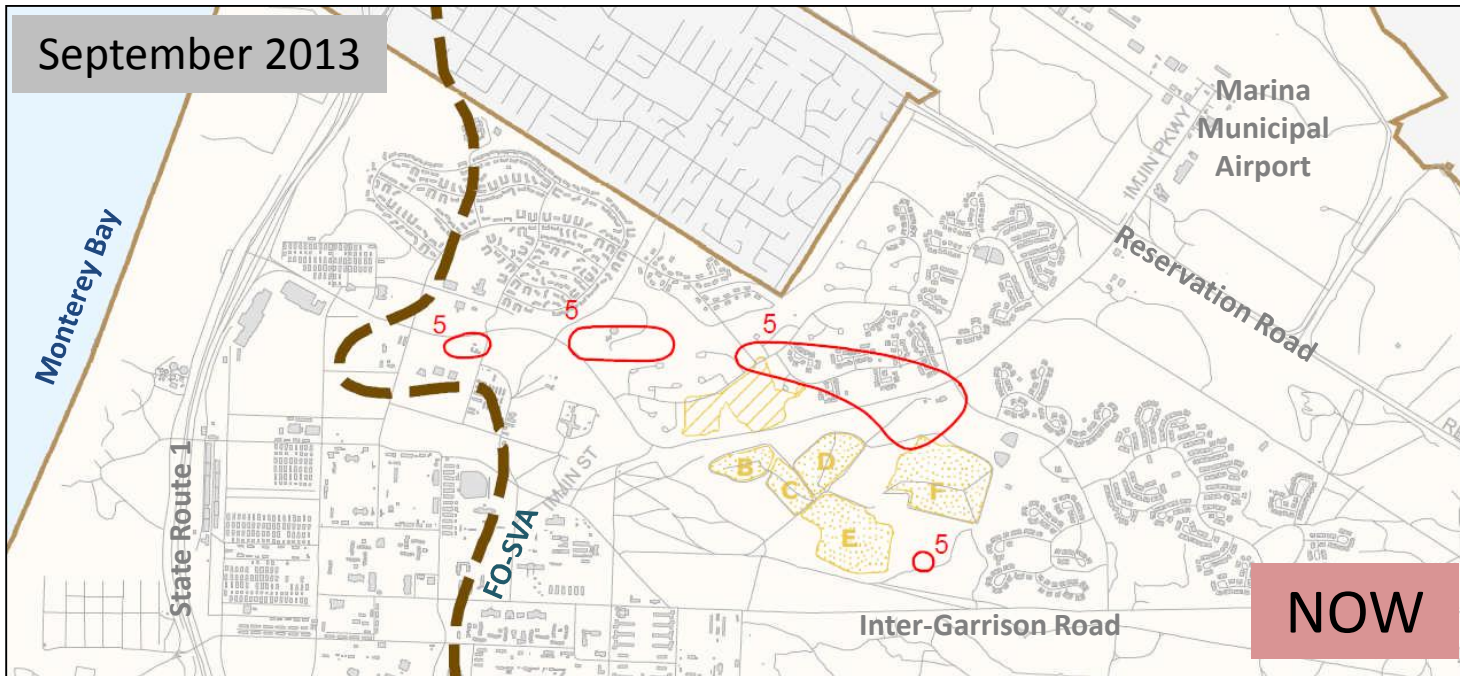 September 2013
Marina
Municipal
Airport
IMJIN PKWY
Reservation Road
Monterey Bay
5
5
5
State Route 1
IMAIN ST
FO-SVA
B
C
D
E
F
5
Inter-Garrison Road
NOW